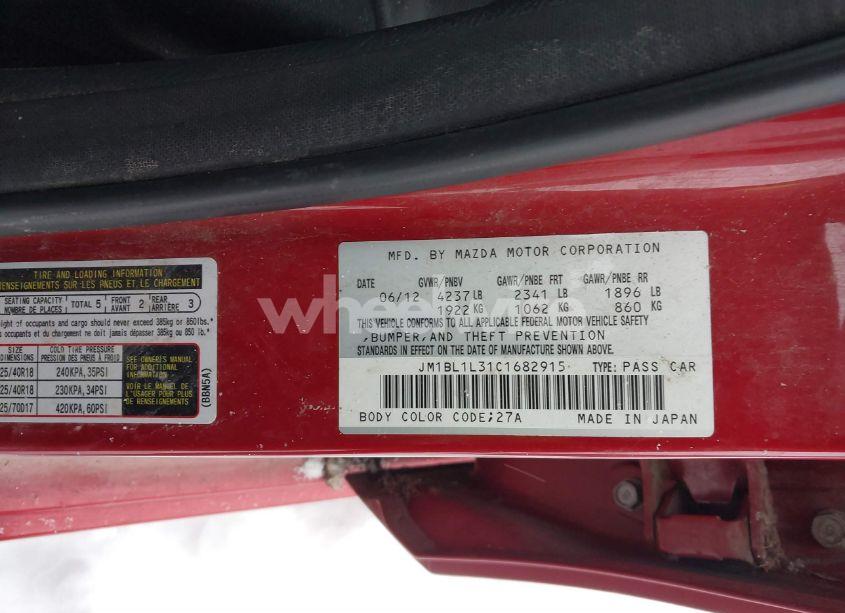 TIRE AND LOADING INFORMATION
RENSEIGNEMENTS SUR LES PNEUS ET LE CHARGEMENT
SEATING CAPACITY
NOMBRE DE PLACES
TOTAL 5
FRONT
AVANT 2
REAR
ARRIÈRE 3
ight of occupants and cargo should never exceed 385kg or 860lbs.
s occupants et du chargement ne doit jamais dépasser 385kg ou 850 lb.
DIMENSIONS
COLD TIRE PRESSURE
PRESSION DES PNEUS À FROID
25/40R18 240KPA, 35PSI
25/40R18 230KPA, 34PSI
25/70D17 420KPA, 60PSI
SEE OWNER'S MANUAL
FOR ADDITIONAL
INFORMATION
VOIR LE MANUEL DE
L'USAGER POUR PLUS
DE RENSEIGNEMENTS
(BBN5A)
MFD. BY MAZDA MOTOR CORPORATION
DATE GVWR/PNBV GAWR/PNBE FRT GAWR/PNBE RR
06/12 4237LB 2341 LB 1896 LB
1922 KG 1062 KG 860 KG
THIS VEHICLE CONFORMS TO ALL APPLICABLE FEDERAL MOTOR VEHICLE SAFETY
,BUMPER, AND THEFT PREVENTION
STANDARDS IN EFFECT ON THE DATE OF MANUFACTURE SHOWN ABOVE.
JM1BL1L31C1682915 TYPE: PASS CAR
BODY COLOR CODE;27A MADE IN JAPAN